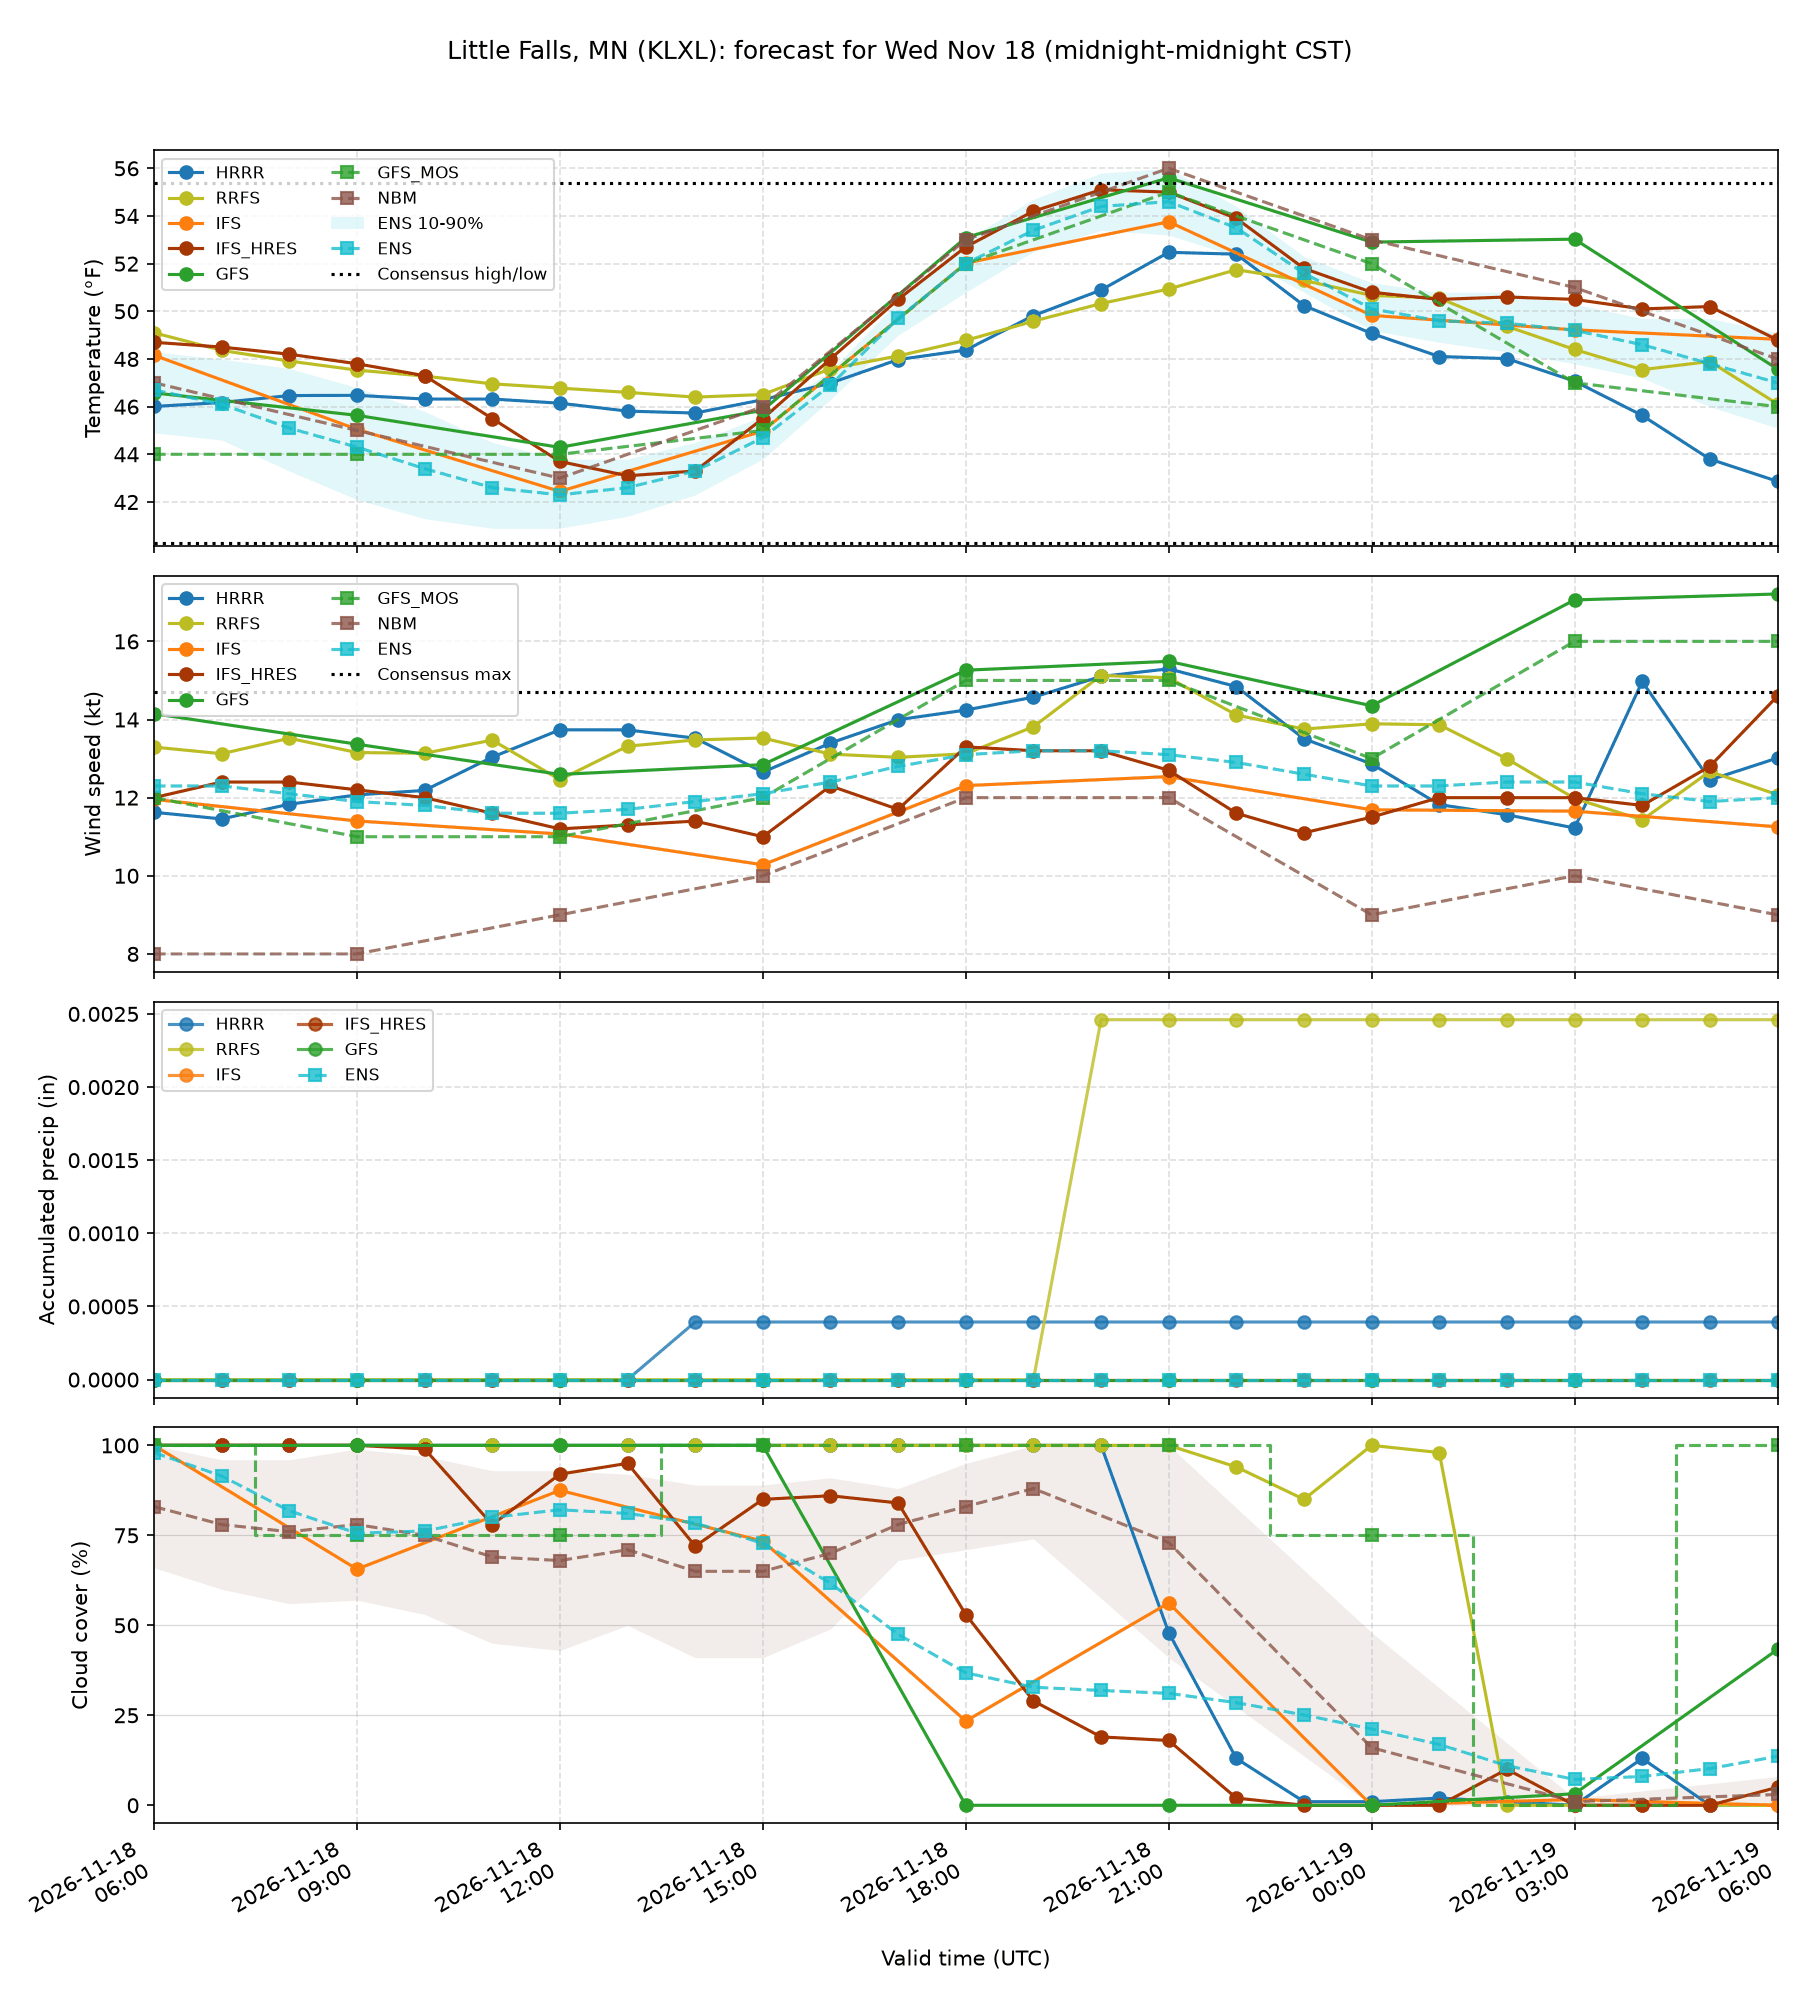 Little Falls, MN (KLXL): forecast for Wed Nov 18 (midnight-midnight CST)
Temperature (°F)
56
54
52
50
48
46
44
42
HRRR
RRFS
IFS
IFS_HRES
GFS
GFS_MOS
NBM
ENS 10-90%
ENS
Consensus high/low
Wind speed (kt)
16
14
12
10
8
HRRR
RRFS
IFS
IFS_HRES
GFS
GFS_MOS
NBM
ENS
Consensus max
Accumulated precip (in)
0.0025
0.0020
0.0015
0.0010
0.0005
0.0000
HRRR
RRFS
IFS
IFS_HRES
GFS
ENS
Cloud cover (%)
100
75
50
25
0
2026-11-18
06:00
2026-11-18
09:00
2026-11-18
12:00
2026-11-18
15:00
2026-11-18
18:00
2026-11-18
21:00
2026-11-19
00:00
2026-11-19
03:00
2026-11-19
06:00
Valid time (UTC)